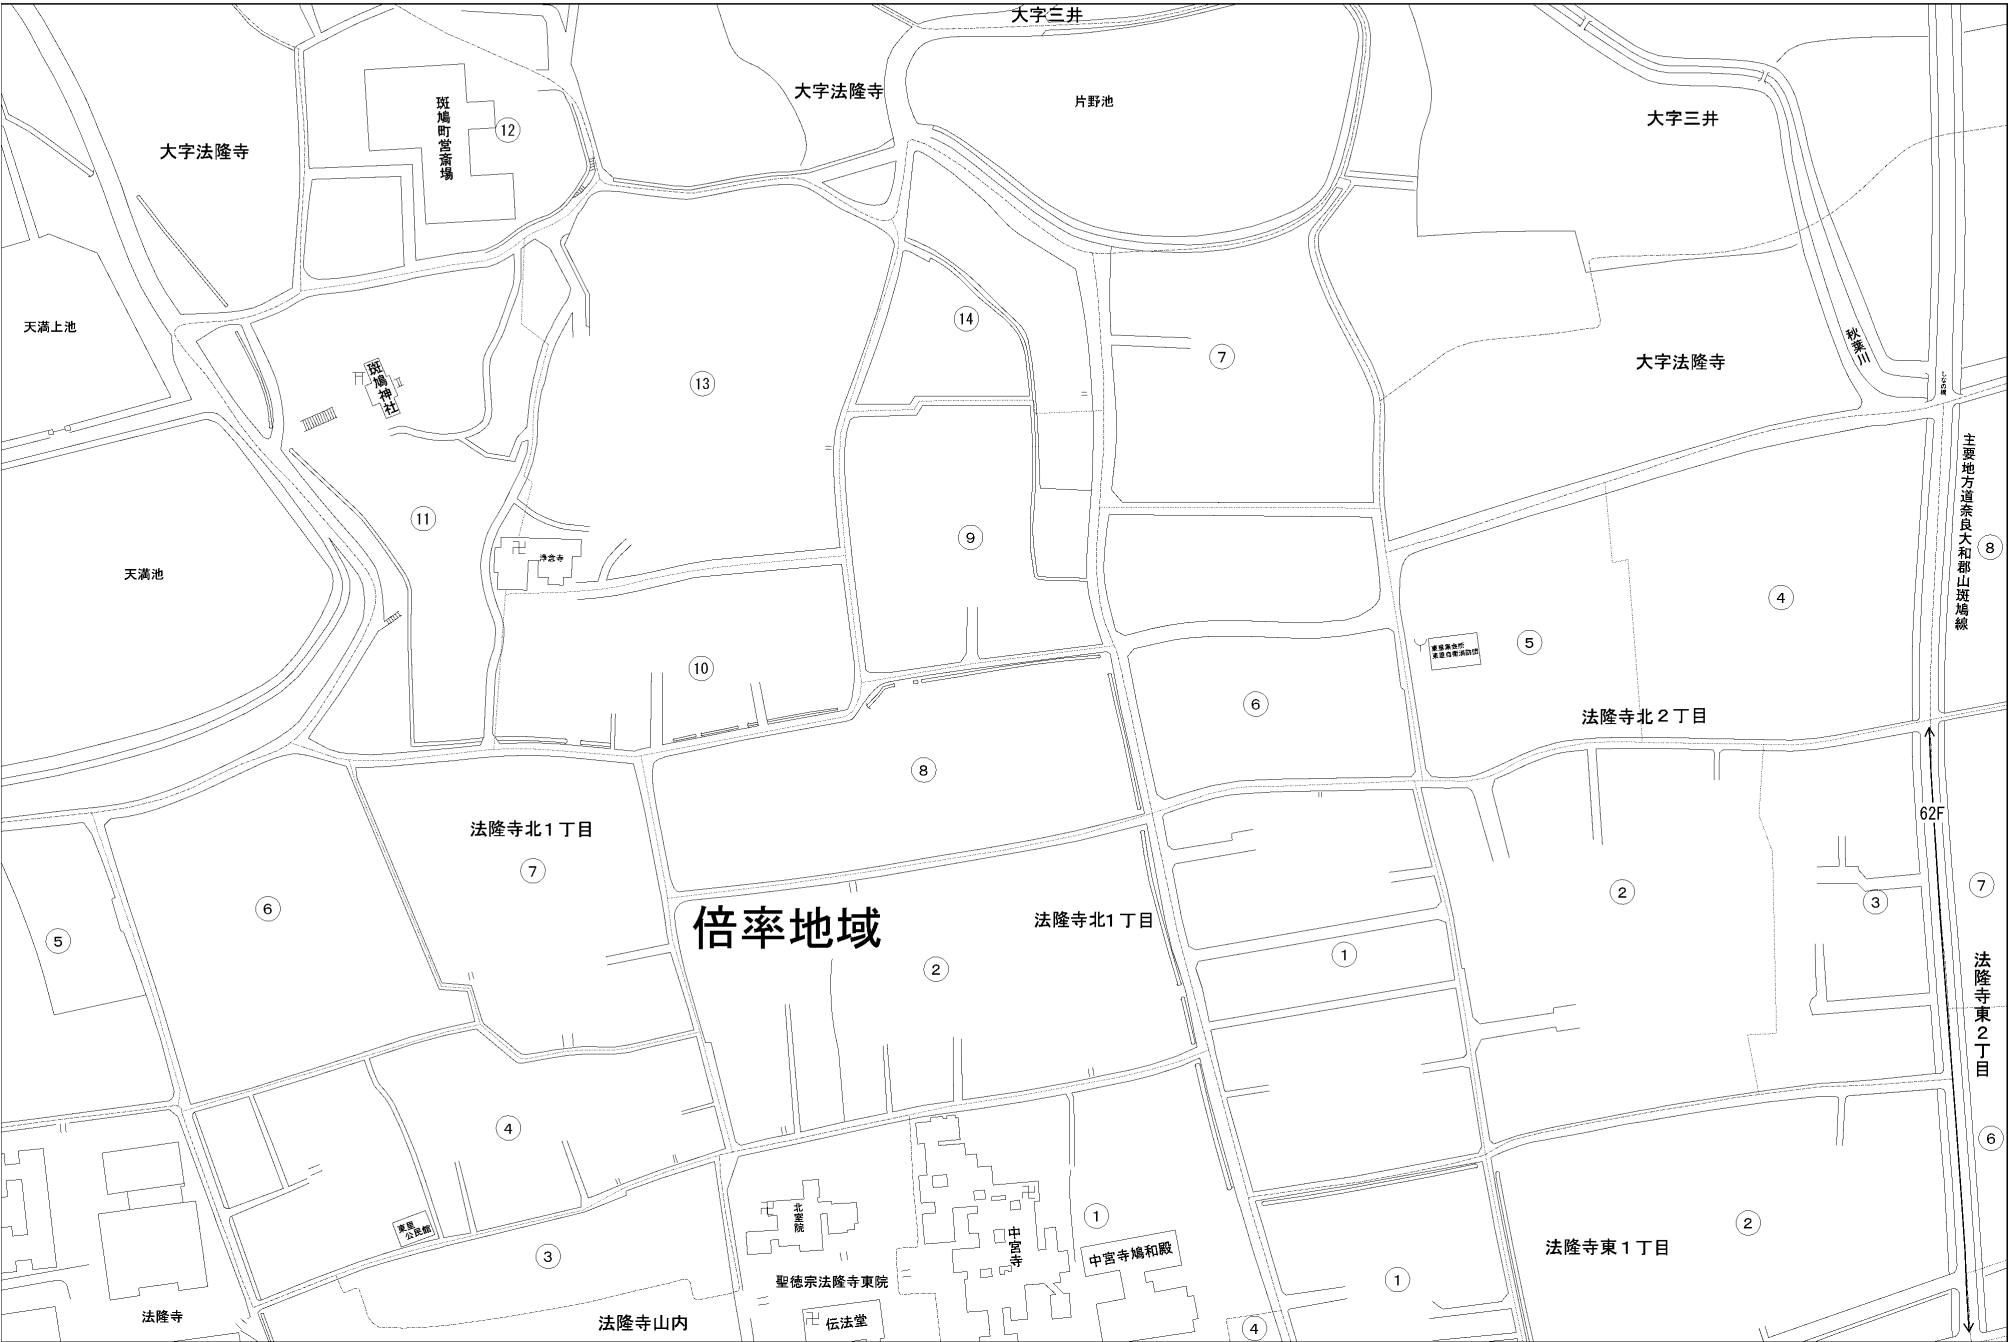 大字三井
大字法隆寺
片野池
大字三井
斑鳩町営斎場
⑫
大字法隆寺
天満上池
⑭
⑦
秋葉川
大字法隆寺
斑鳩神社
⑬
主要地方道奈良大和郡山斑鳩線
⑪
⑨
⑧
浄念寺
天満池
④
⑤
東里集会所
⑩
⑥
法隆寺北2丁目
⑧
62F
法隆寺北1丁目
⑦
⑦
②
③
⑥
倍率地域
法隆寺北1丁目
⑤
②
①
法隆寺東2丁目
④
⑥
北室院
①
②
東里
公民館
中宮寺
③
中宮寺鳩和殿
法隆寺東1丁目
聖徳宗法隆寺東院
①
法隆寺
法隆寺山内
伝法堂
④